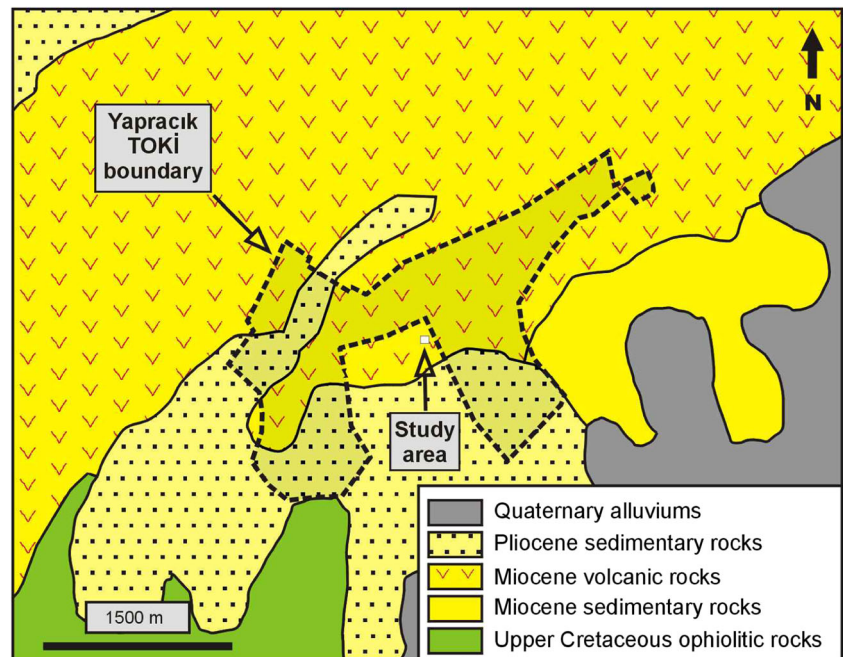 N
Yapracık
TOKİ
boundary
Study
area
Quaternary alluviums
Pliocene sedimentary rocks
Miocene volcanic rocks
Miocene sedimentary rocks
Upper Cretaceous ophiolitic rocks
1500 m